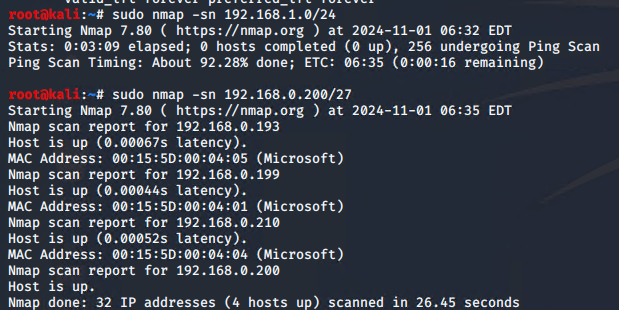 root@kali:~# sudo nmap -sn 192.168.1.0/24
Starting Nmap 7.80 ( https://nmap.org ) at 2024-11-01 06:32 EDT
Stats: 0:03:09 elapsed; 0 hosts completed (0 up), 256 undergoing Ping Scan
Ping Scan Timing: About 92.28% done; ETC: 06:35 (0:00:16 remaining)
root@kali:~# sudo nmap -sn 192.168.0.200/27
Starting Nmap 7.80 ( https://nmap.org ) at 2024-11-01 06:35 EDT
Nmap scan report for 192.168.0.193
Host is up (0.00067s latency).
MAC Address: 00:15:5D:00:04:05 (Microsoft)
Nmap scan report for 192.168.0.199
Host is up (0.00044s latency).
MAC Address: 00:15:5D:00:04:01 (Microsoft)
Nmap scan report for 192.168.0.210
Host is up (0.00052s latency).
MAC Address: 00:15:5D:00:04:04 (Microsoft)
Nmap scan report for 192.168.0.200
Host is up.
Nmap done: 32 IP addresses (4 hosts up) scanned in 26.45 seconds